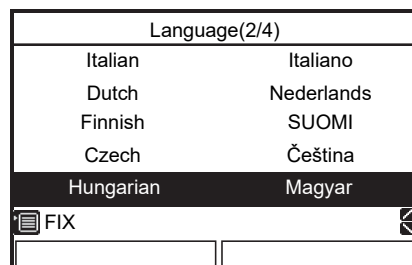 Language(2/4)
Italian Italiano
Dutch Nederlands
Finnish SUOMI
Czech Čeština
Hungarian Magyar
FIX